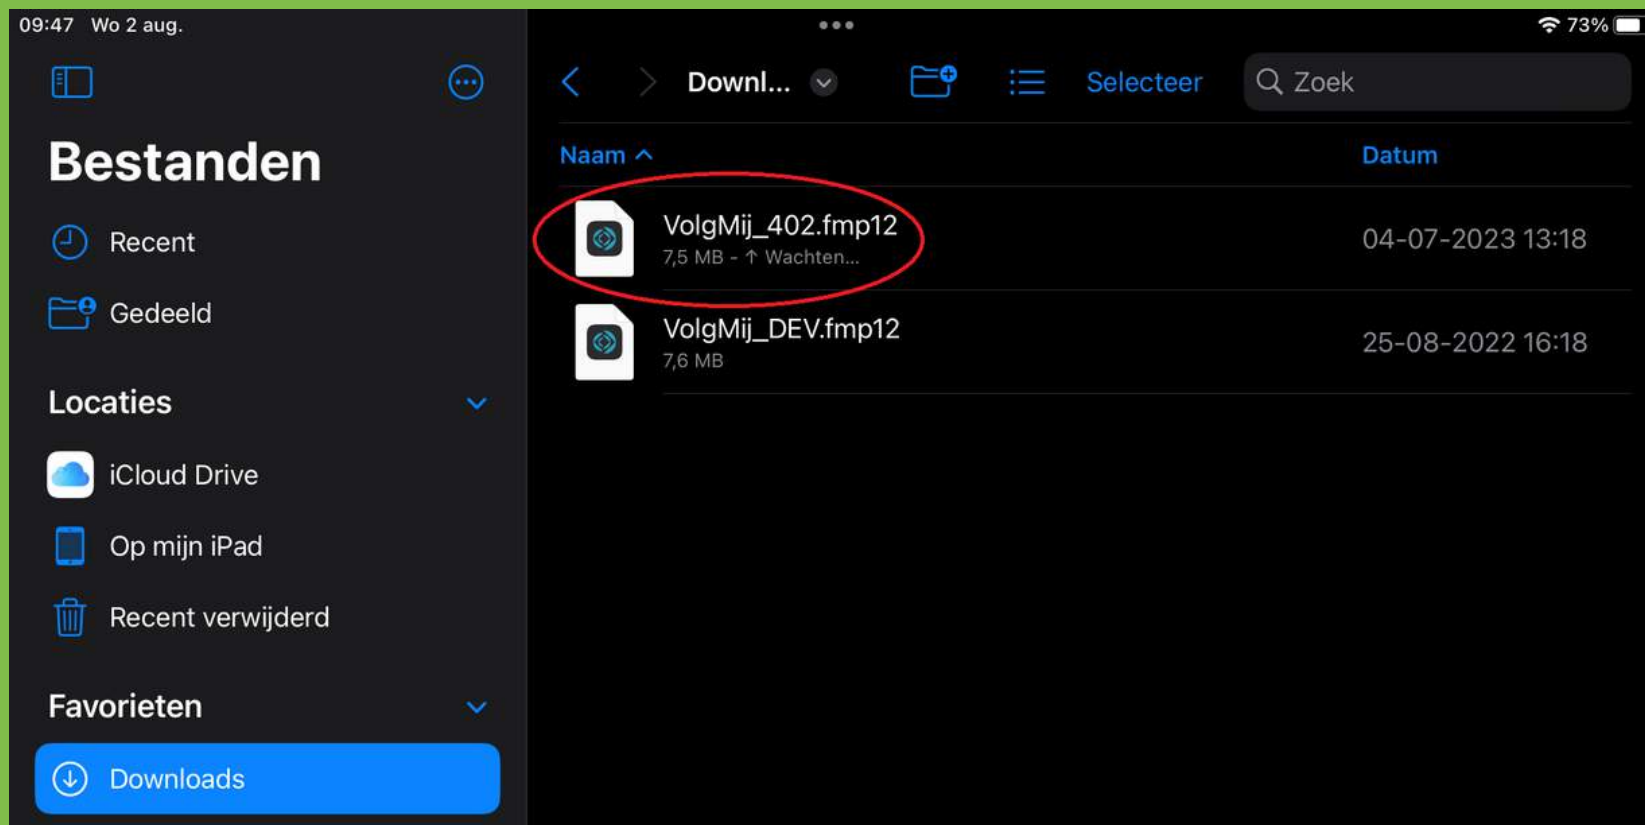 09:47 Wo 2 aug.
73%
Downl...
Selecteer
Zoek
Bestanden
Recent
Gedeeld
Locaties
iCloud Drive
Op mijn iPad
Recent verwijderd
Favorieten
Downloads
Naam
Datum
VolgMij_402.fmp12
04-07-2023 13:18
7,5 MB - ↑ Wachten...
VolgMij_DEV.fmp12
25-08-2022 16:18
7,6 MB